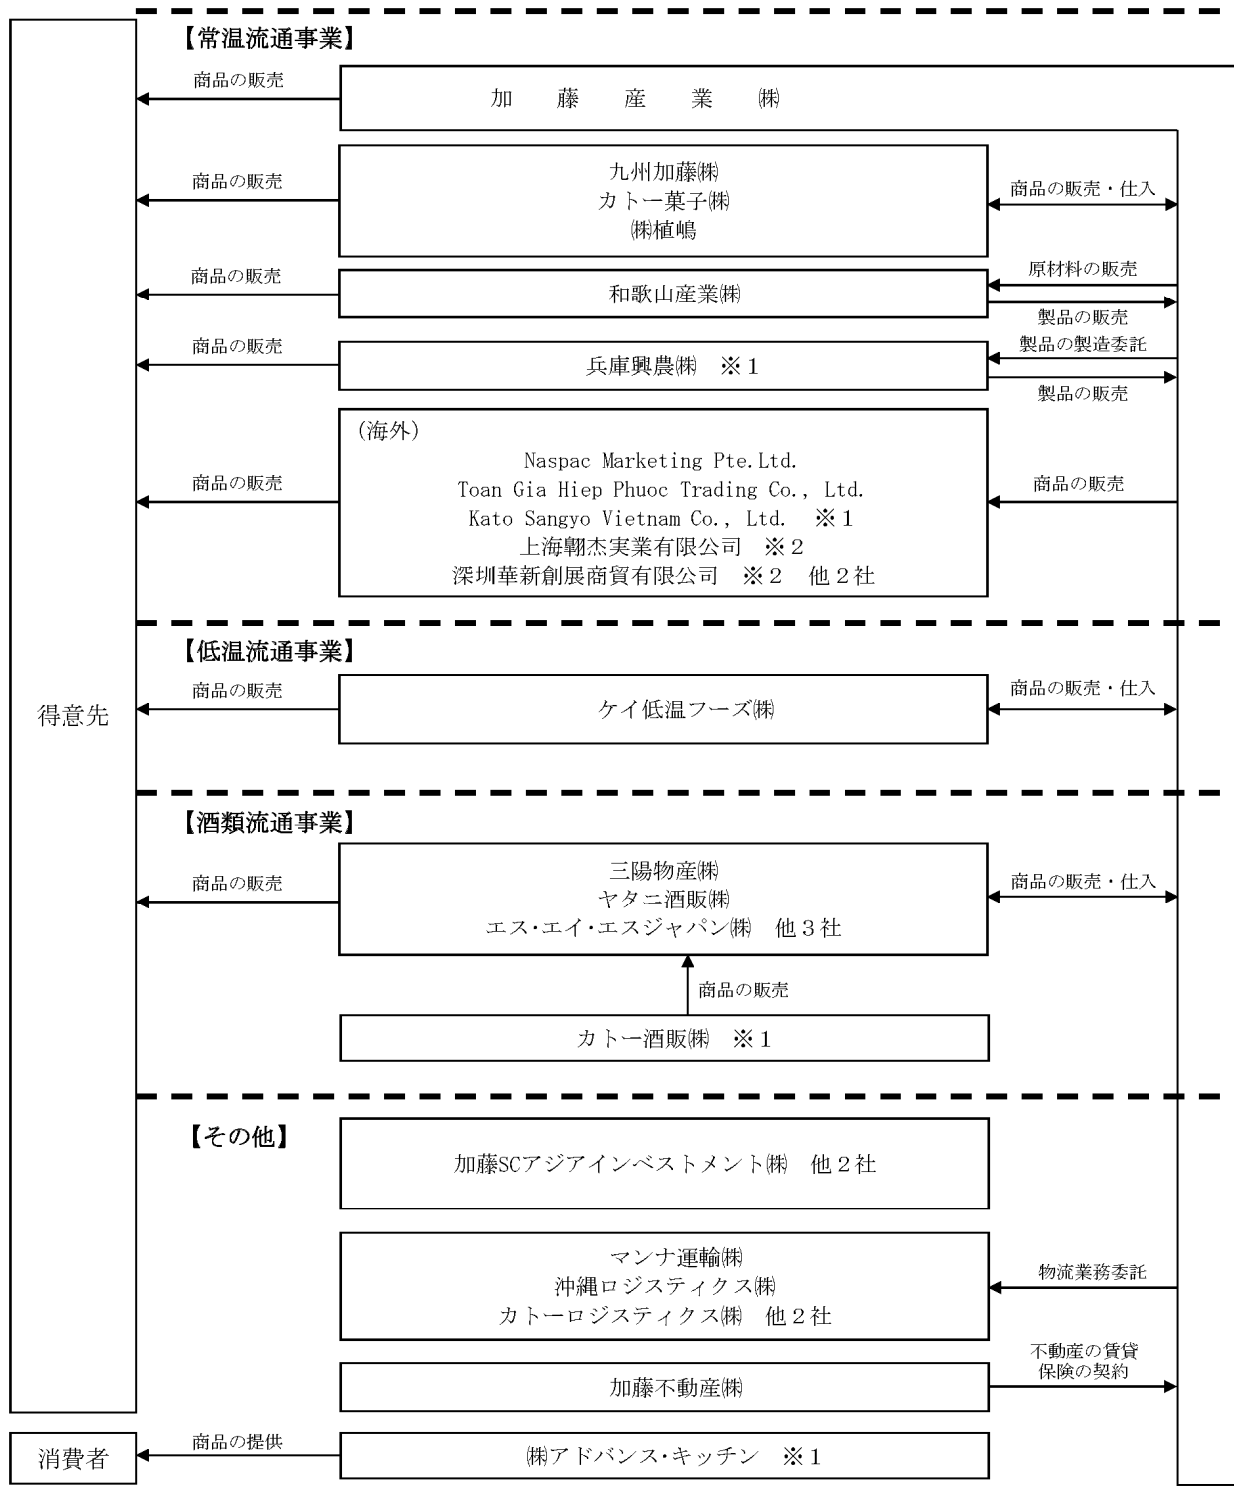 【常温流通事業】
商品の販売
加 藤 産 業 ㈱
九州加藤㈱
商品の販売
カトー菓子㈱
商品の販売・仕入
㈱植嶋
商品の販売
和歌山産業㈱
原材料の販売
製品の販売
商品の販売
兵庫興農㈱ ※１
製品の製造委託
製品の販売
（海外）
Naspac Marketing Pte.Ltd.
商品の販売
Toan Gia Hiep Phuoc Trading Co., Ltd.
商品の販売
Kato Sangyo Vietnam Co., Ltd. ※１
上海翺杰実業有限公司 ※２
深圳華新創展商貿有限公司 ※２ 他２社
【低温流通事業】
得意先
商品の販売
ケイ低温フーズ㈱
商品の販売・仕入
【酒類流通事業】
三陽物産㈱
商品の販売
ヤタニ酒販㈱
商品の販売・仕入
エス・エイ・エスジャパン㈱ 他３社
商品の販売
カトー酒販㈱ ※１
【その他】
加藤SCアジアインベストメント㈱ 他２社
マンナ運輸㈱
沖縄ロジスティクス㈱
物流業務委託
カトーロジスティクス㈱ 他２社
不動産の賃貸
加藤不動産㈱
保険の契約
消費者
商品の提供
㈱アドバンス・キッチン ※１